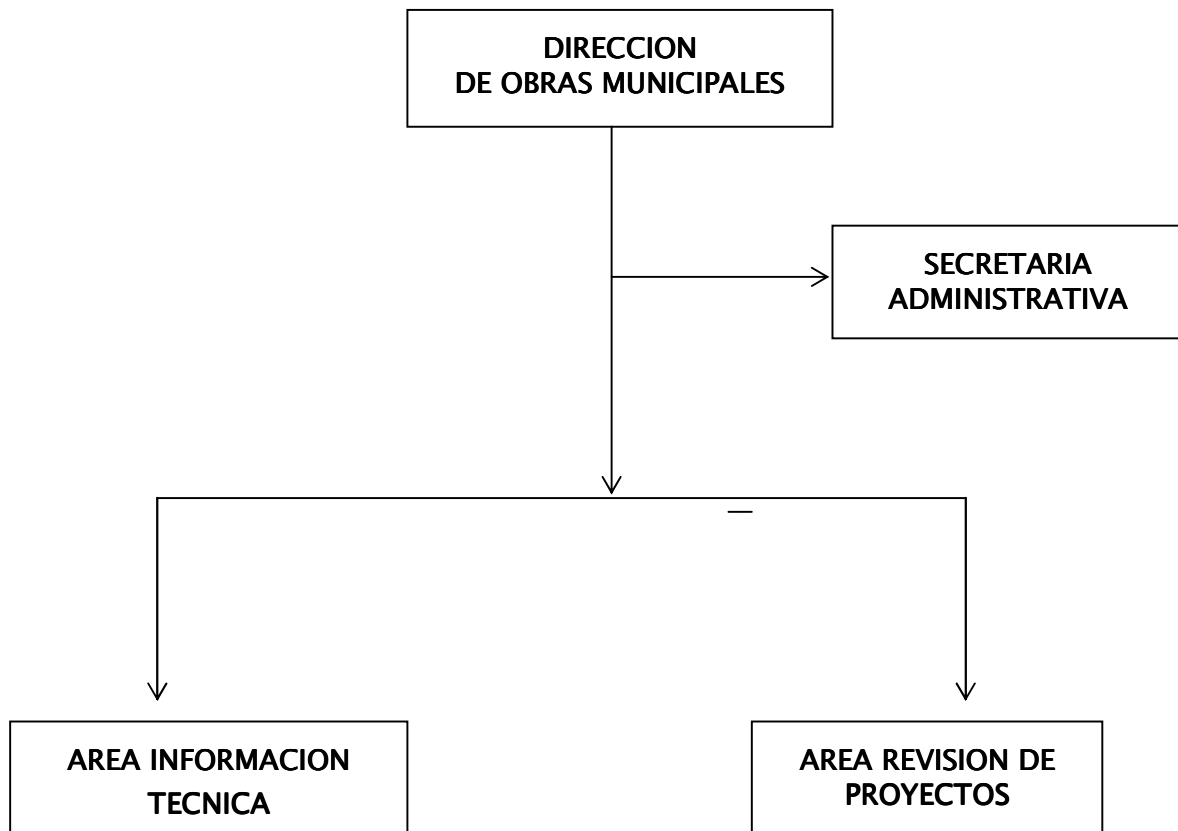 DIRECCION
DE OBRAS MUNICIPALES
SECRETARIA
ADMINISTRATIVA
AREA INFORMACION
TECNICA
AREA REVISION DE
PROYECTOS